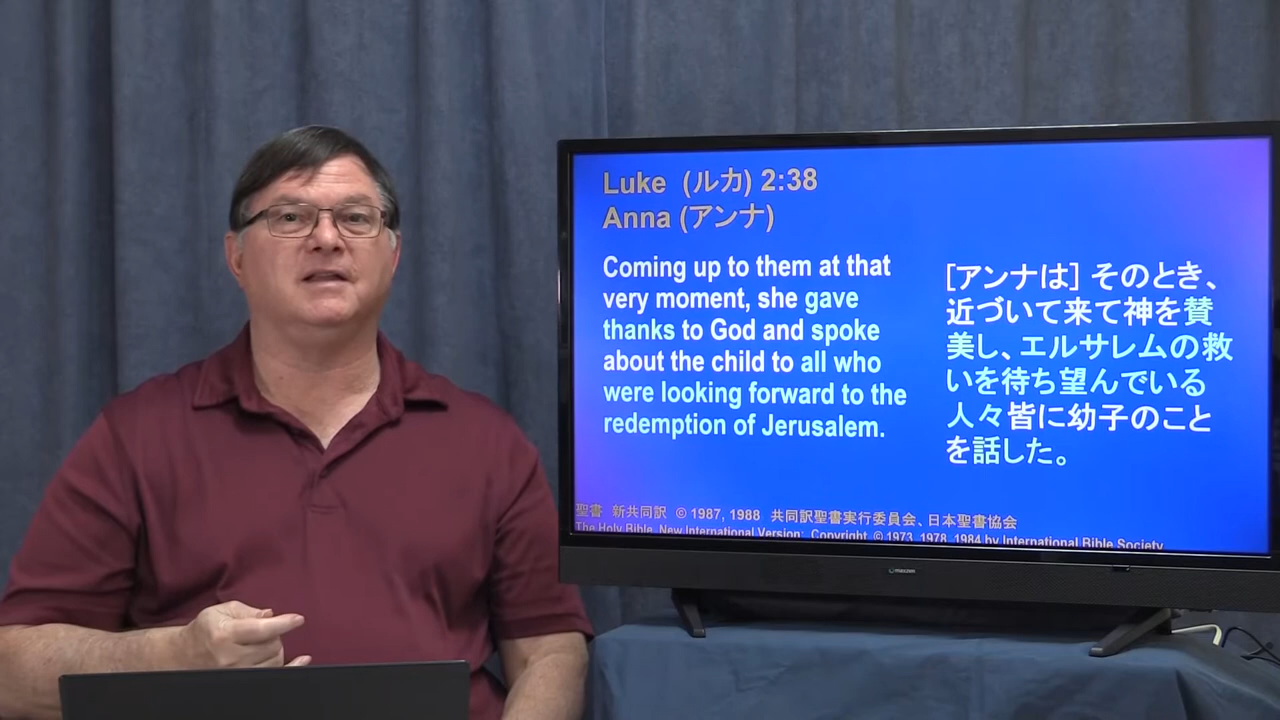 Luke (ルカ) 2:38
Anna (アンナ)
Coming up to them at that
very moment, she gave
thanks to God and spoke
about the child to all who
were looking forward to the
redemption of Jerusalem.
[アンナは] そのとき、
近づいて来て神を賛
美し、エルサレムの救
いを待ち望んでいる
人々皆に幼子のこと
を話した。
聖書 新共同訳 © 1987, 1988 共同訳聖書実行委員会、日本聖書協会
The Holy Bible, New International Version; Copyright © 1973, 1978, 1984 by International Bible Society
maxzen